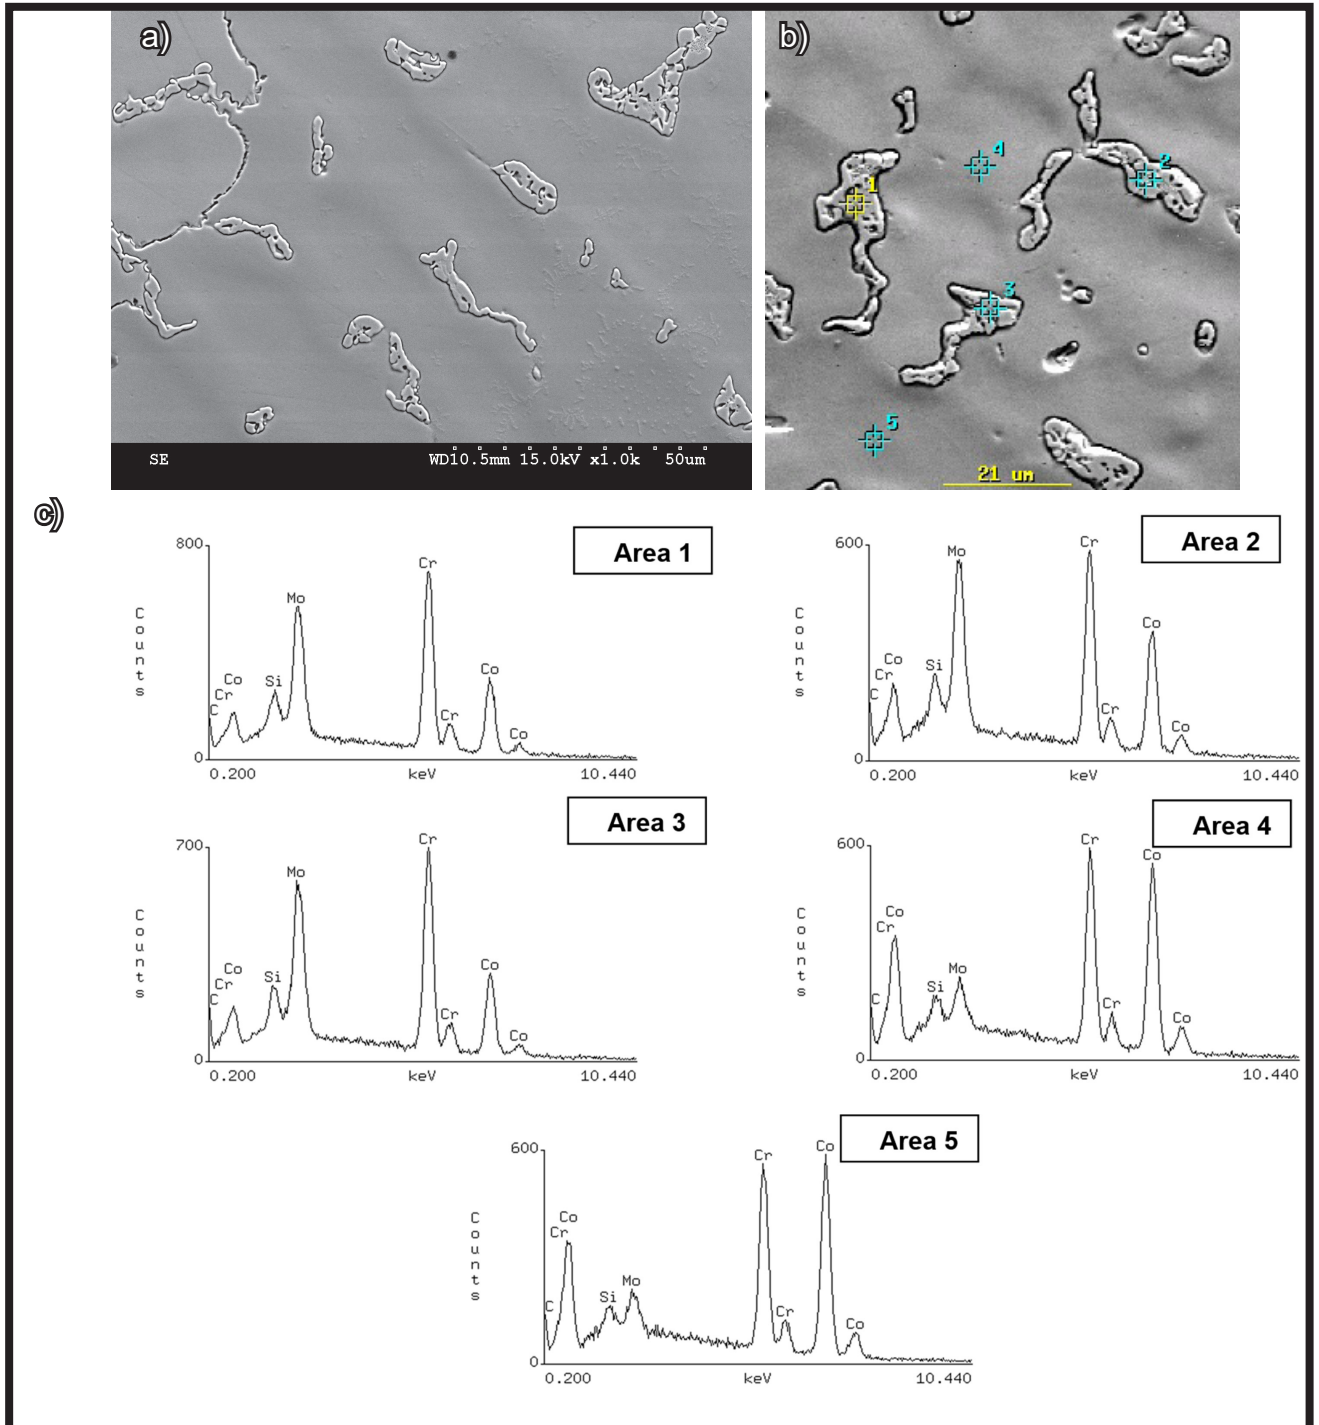 a)
SE
WD10.5mm 15.0kV x1.0k 50um
b)
4
2
1
3
5
21 um
c)
Area 1
800
Counts
Cr
Mo
Co
Si
Co
Cr
C
Cr
Co
0
0.200 keV 10.440
Area 2
600
Counts
Cr
Mo
Co
Co
Si
Cr
C
Cr
Co
0
0.200 keV 10.440
Area 3
700
Counts
Cr
Mo
Co
Co
Si
Cr
C
Cr
Co
0
0.200 keV 10.440
Area 4
600
Counts
Cr
Co
Co
Cr
Mo
Si
C
Cr
Co
0
0.200 keV 10.440
Area 5
600
Counts
Co
Cr
Co
Cr
Mo
Si
C
Cr
Co
0
0.200 keV 10.440